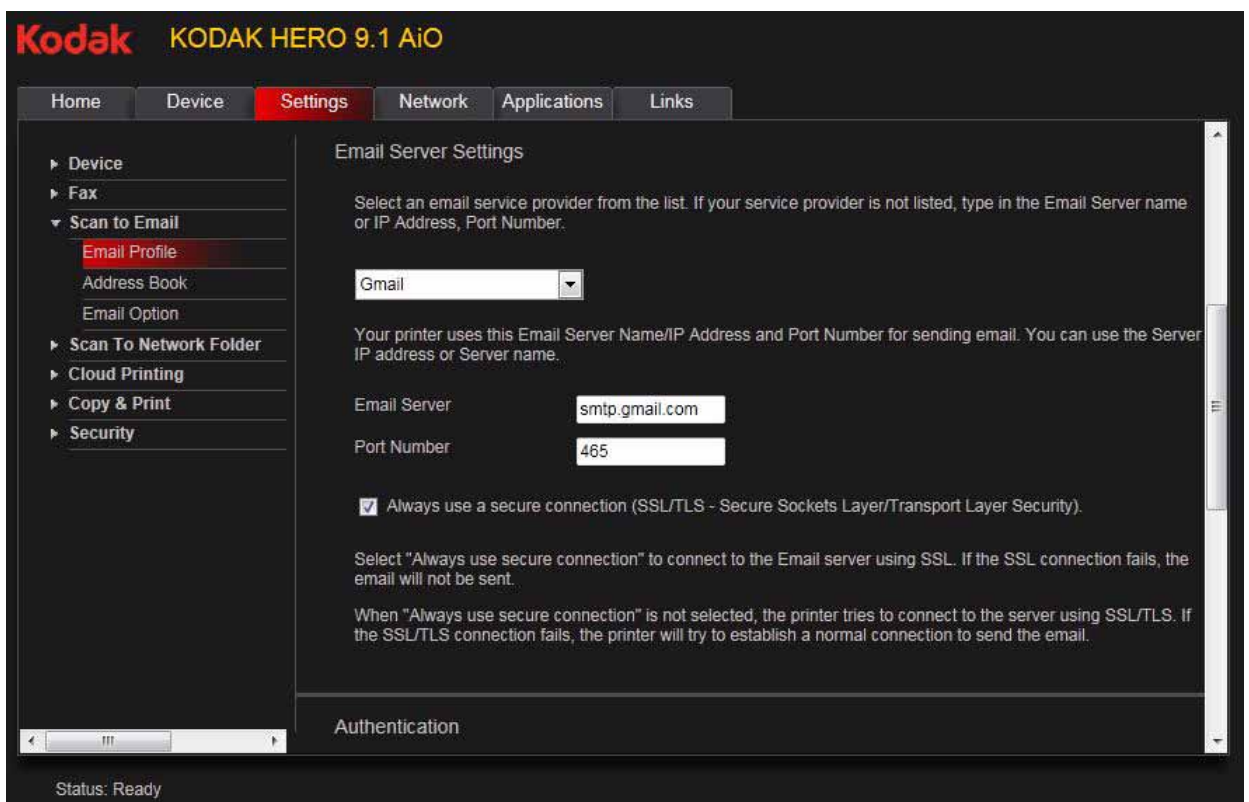 Kodak KODAK HERO 9.1 AiO
Home Device Settings Network Applications Links
Device
Fax
Scan to Email
Email Profile
Address Book
Email Option
Scan To Network Folder
Cloud Printing
Copy & Print
Security
Email Server Settings
Select an email service provider from the list. If your service provider is not listed, type in the Email Server name
or IP Address, Port Number.
Gmail
Your printer uses this Email Server Name/IP Address and Port Number for sending email. You can use the Server
IP address or Server name.
Email Server smtp.gmail.com
Port Number 465
Always use a secure connection (SSL/TLS - Secure Sockets Layer/Transport Layer Security).
Select "Always use secure connection" to connect to the Email server using SSL. If the SSL connection fails, the
email will not be sent.
When "Always use secure connection" is not selected, the printer tries to connect to the server using SSL/TLS. If
the SSL/TLS connection fails, the printer will try to establish a normal connection to send the email.
Authentication
Status: Ready